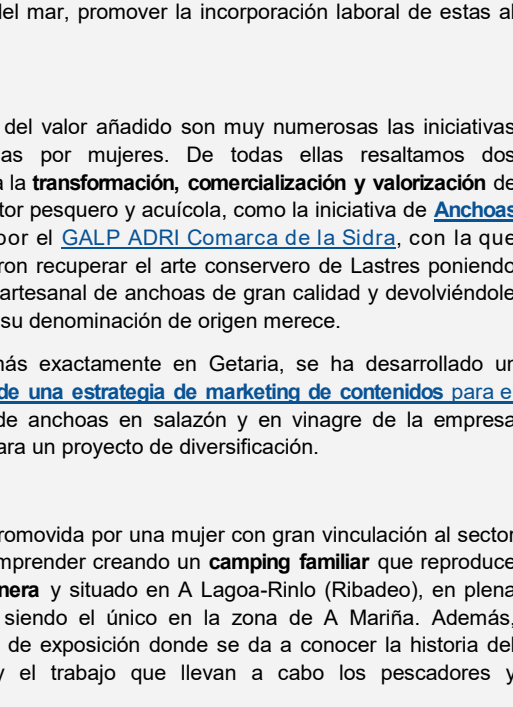 del mar, promover la incorporación laboral de estas al
del valor añadido son muy numerosas las iniciativas
as por mujeres. De todas ellas resaltamos dos
a la transformación, comercialización y valorización de
tor pesquero y acuícola, como la iniciativa de Anchoas
por el GALP ADRI Comarca de la Sidra, con la que
ron recuperar el arte conservero de Lastres poniendo
artesanal de anchoas de gran calidad y devolviéndole
su denominación de origen merece.
más exactamente en Getaria, se ha desarrollado un
de una estrategia de marketing de contenidos para e
de anchoas en salazón y en vinagre de la empresa
ara un proyecto de diversificación.
romovida por una mujer con gran vinculación al sector
mprender creando un camping familiar que reproduce
nera y situado en A Lagoa-Rinlo (Ribadeo), en plena
siendo el único en la zona de A Mariña. Además,
de exposición donde se da a conocer la historia del
y el trabajo que llevan a cabo los pescadores y